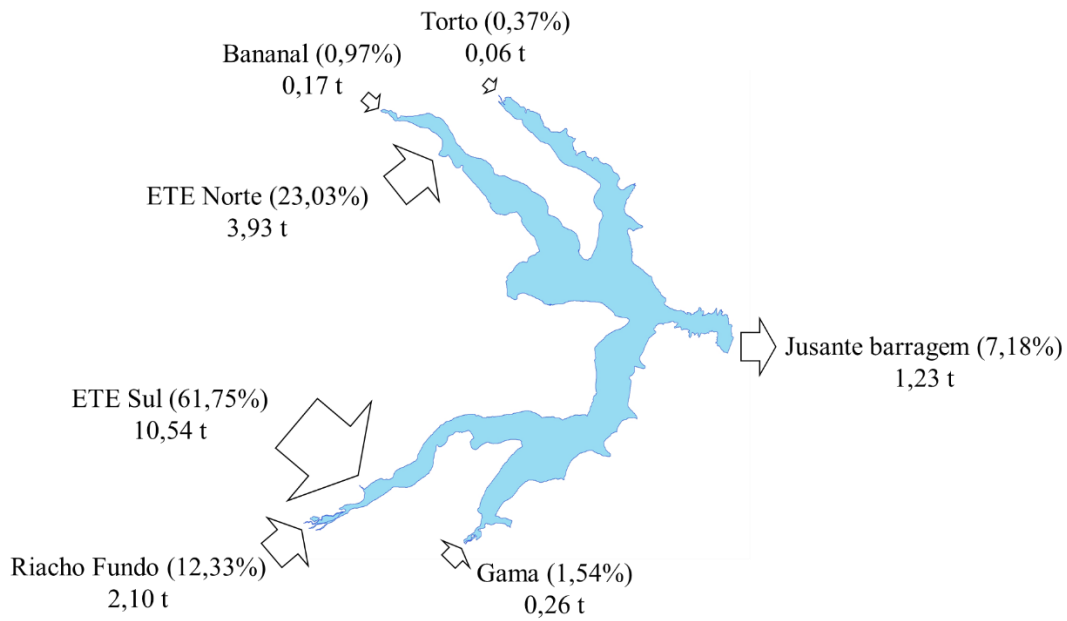 Torto (0,37%)
0,06 t
Bananal (0,97%)
0,17 t
ETE Norte (23,03%)
3,93 t
Jusante barragem (7,18%)
1,23 t
ETE Sul (61,75%)
10,54 t
Riacho Fundo (12,33%)
2,10 t
Gama (1,54%)
0,26 t